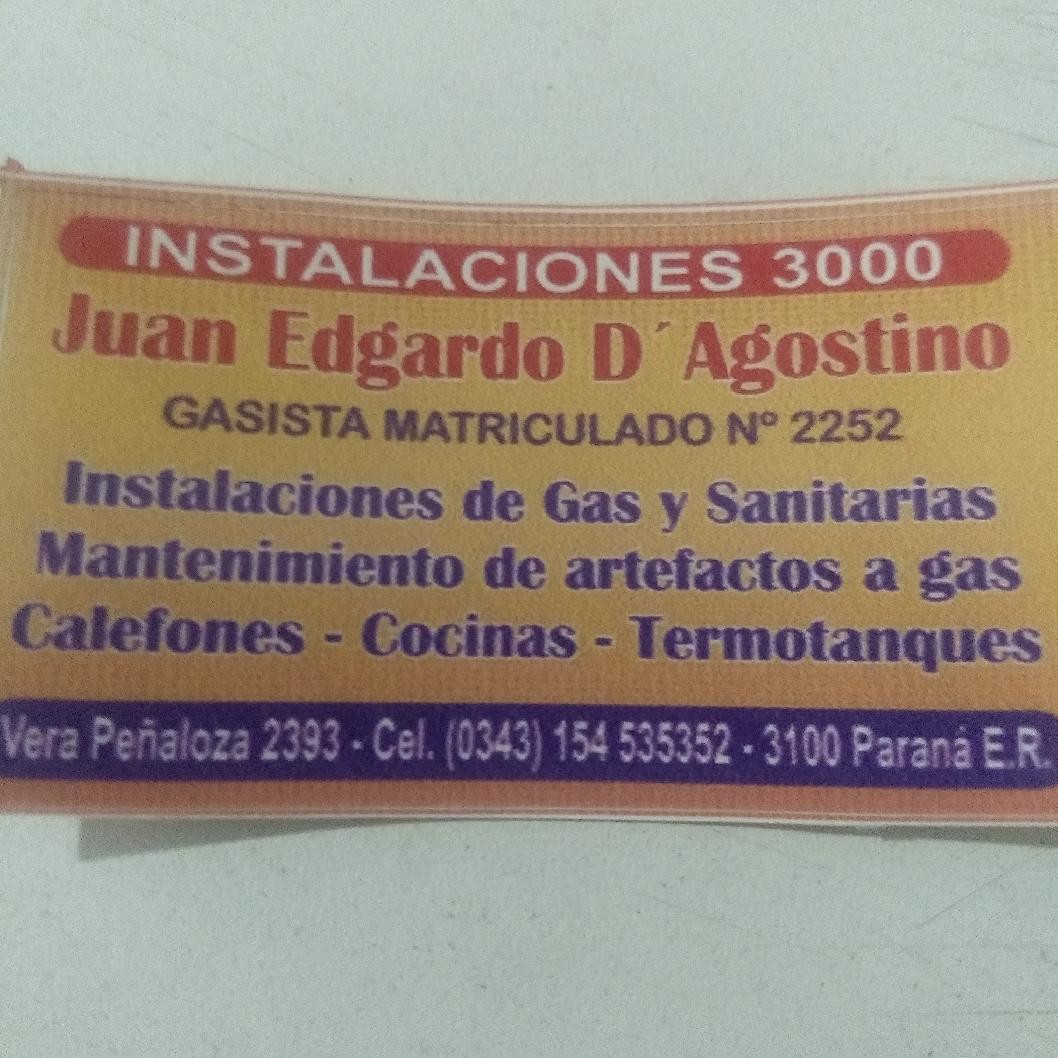 INSTALACIONES 3000
Juan Edgardo D´Agostino
GASISTA MATRICULADO Nº 2252
Instalaciones de Gas y Sanitarias
Mantenimiento de artefactos a gas
Calefones - Cocinas - Termotanques
Vera Peñaloza 2393 - Cel. (0343) 154 535352 - 3100 Paraná E.R.